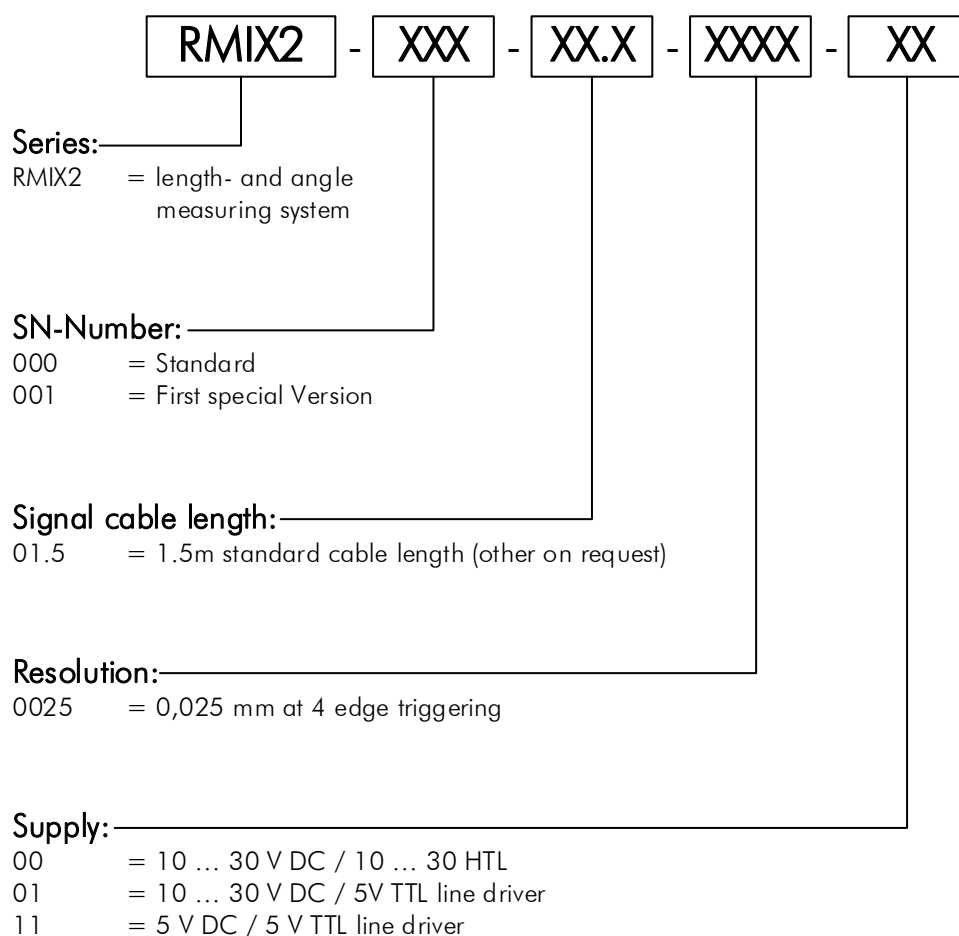 RMIX2 - XXX - XX.X - XXXX - XX
Series:
RMIX2 = length- and angle
measuring system
SN-Number:
000 = Standard
001 = First special Version
Signal cable length:
01.5 = 1.5m standard cable length (other on request)
Resolution:
0025 = 0,025 mm at 4 edge triggering
Supply:
00 = 10 ... 30 V DC / 10 ... 30 HTL
01 = 10 ... 30 V DC / 5V TTL line driver
11 = 5 V DC / 5 V TTL line driver